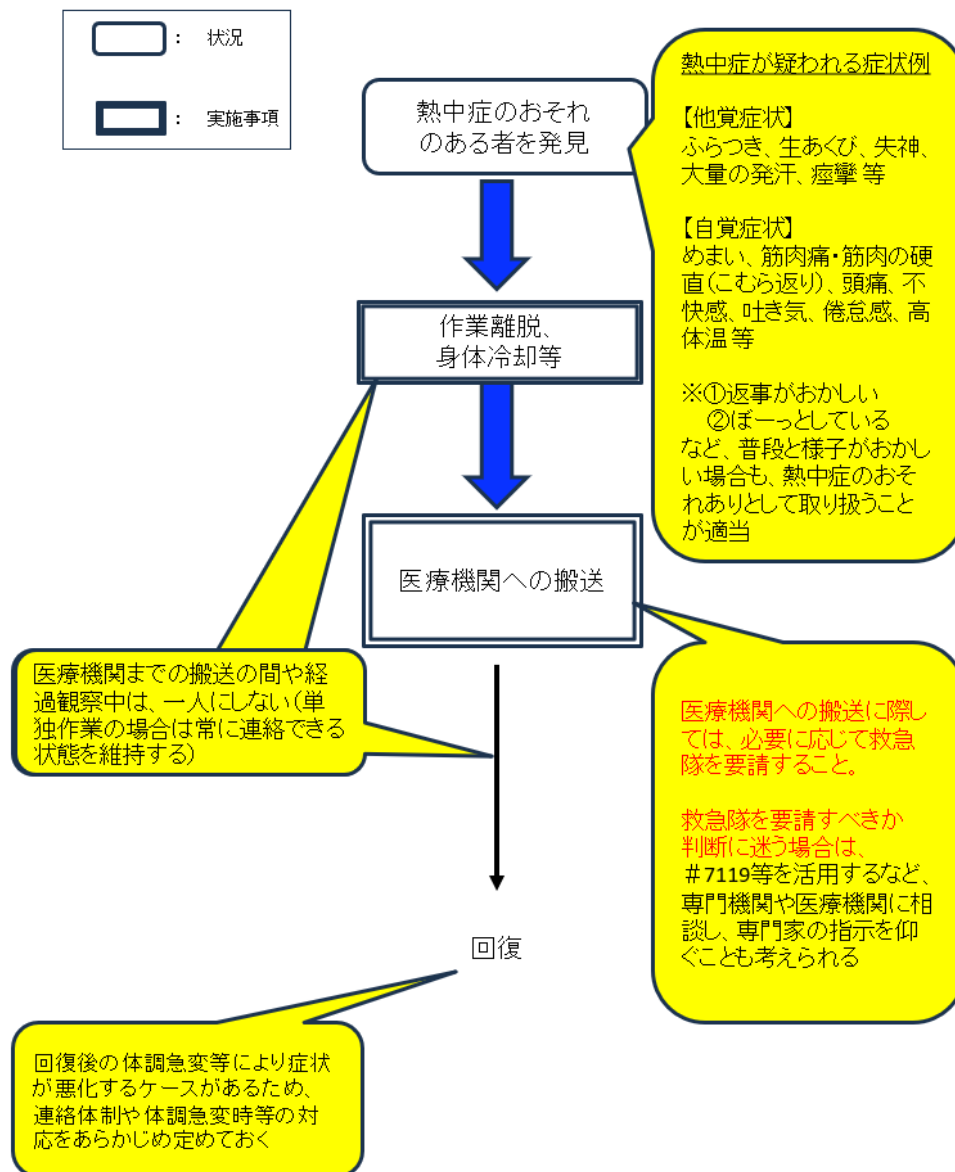 ： 状況
： 実施事項
熱中症のおそれ
のある者を発見
熱中症が疑われる症状例
【他覚症状】
ふらつき、生あくび、失神、
大量の発汗、痙攣 等
【自覚症状】
めまい、筋肉痛・筋肉の硬
直（こむら返り）、頭痛、不
快感、吐き気、倦怠感、高
体温 等
※①返事がおかしい
②ぼーっとしている
など、普段と様子がおかし
い場合も、熱中症のおそ
れありとして取り扱うこと
が適当
作業離脱、
身体冷却等
医療機関への搬送
医療機関までの搬送の間や経
過観察中は、一人にしない（単
独作業の場合は常に連絡できる
状態を維持する）
医療機関への搬送に際し
ては、必要に応じて救急
隊を要請すること。
救急隊を要請すべきか
判断に迷う場合は、
＃7119等を活用するなど、
専門機関や医療機関に相
談し、専門家の指示を仰
ぐことも考えられる
回復
回復後の体調急変等により症状
が悪化するケースがあるため、
連絡体制や体調急変時等の対
応をあらかじめ定めておく